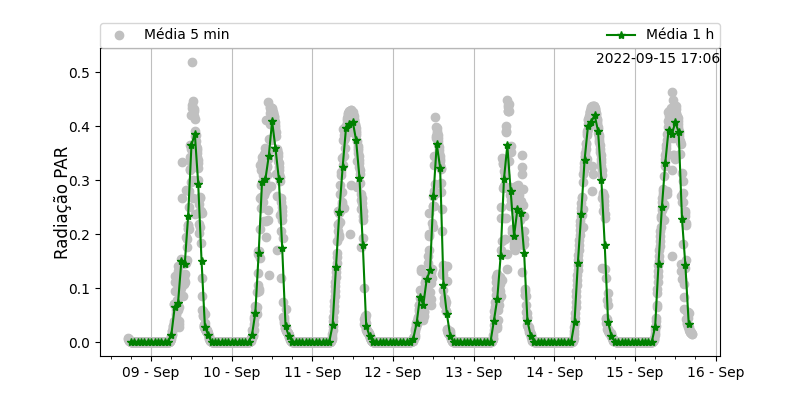 Média 5 min
Média 1 h
2022-09-15 17:06
Radiação PAR
0.5
0.4
0.3
0.2
0.1
0.0
09 - Sep
10 - Sep
11 - Sep
12 - Sep
13 - Sep
14 - Sep
15 - Sep
16 - Sep